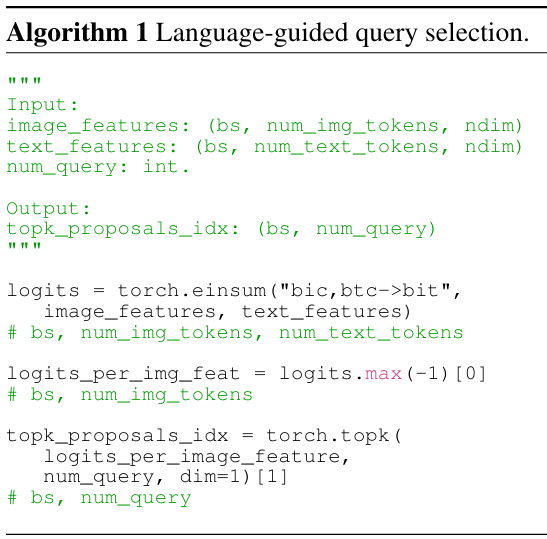 Algorithm 1 Language-guided query selection.
"""
Input:
image_features: (bs, num_img_tokens, ndim)
text_features: (bs, num_text_tokens, ndim)
num_query: int.
Output:
topk_proposals_idx: (bs, num_query)
"""
logits = torch.einsum("bic,btc->bit",
image_features, text_features)
# bs, num_img_tokens, num_text_tokens
logits_per_img_feat = logits.max(-1)[0]
# bs, num_img_tokens
topk_proposals_idx = torch.topk(
logits_per_image_feature,
num_query, dim=1)[1]
# bs, num_query